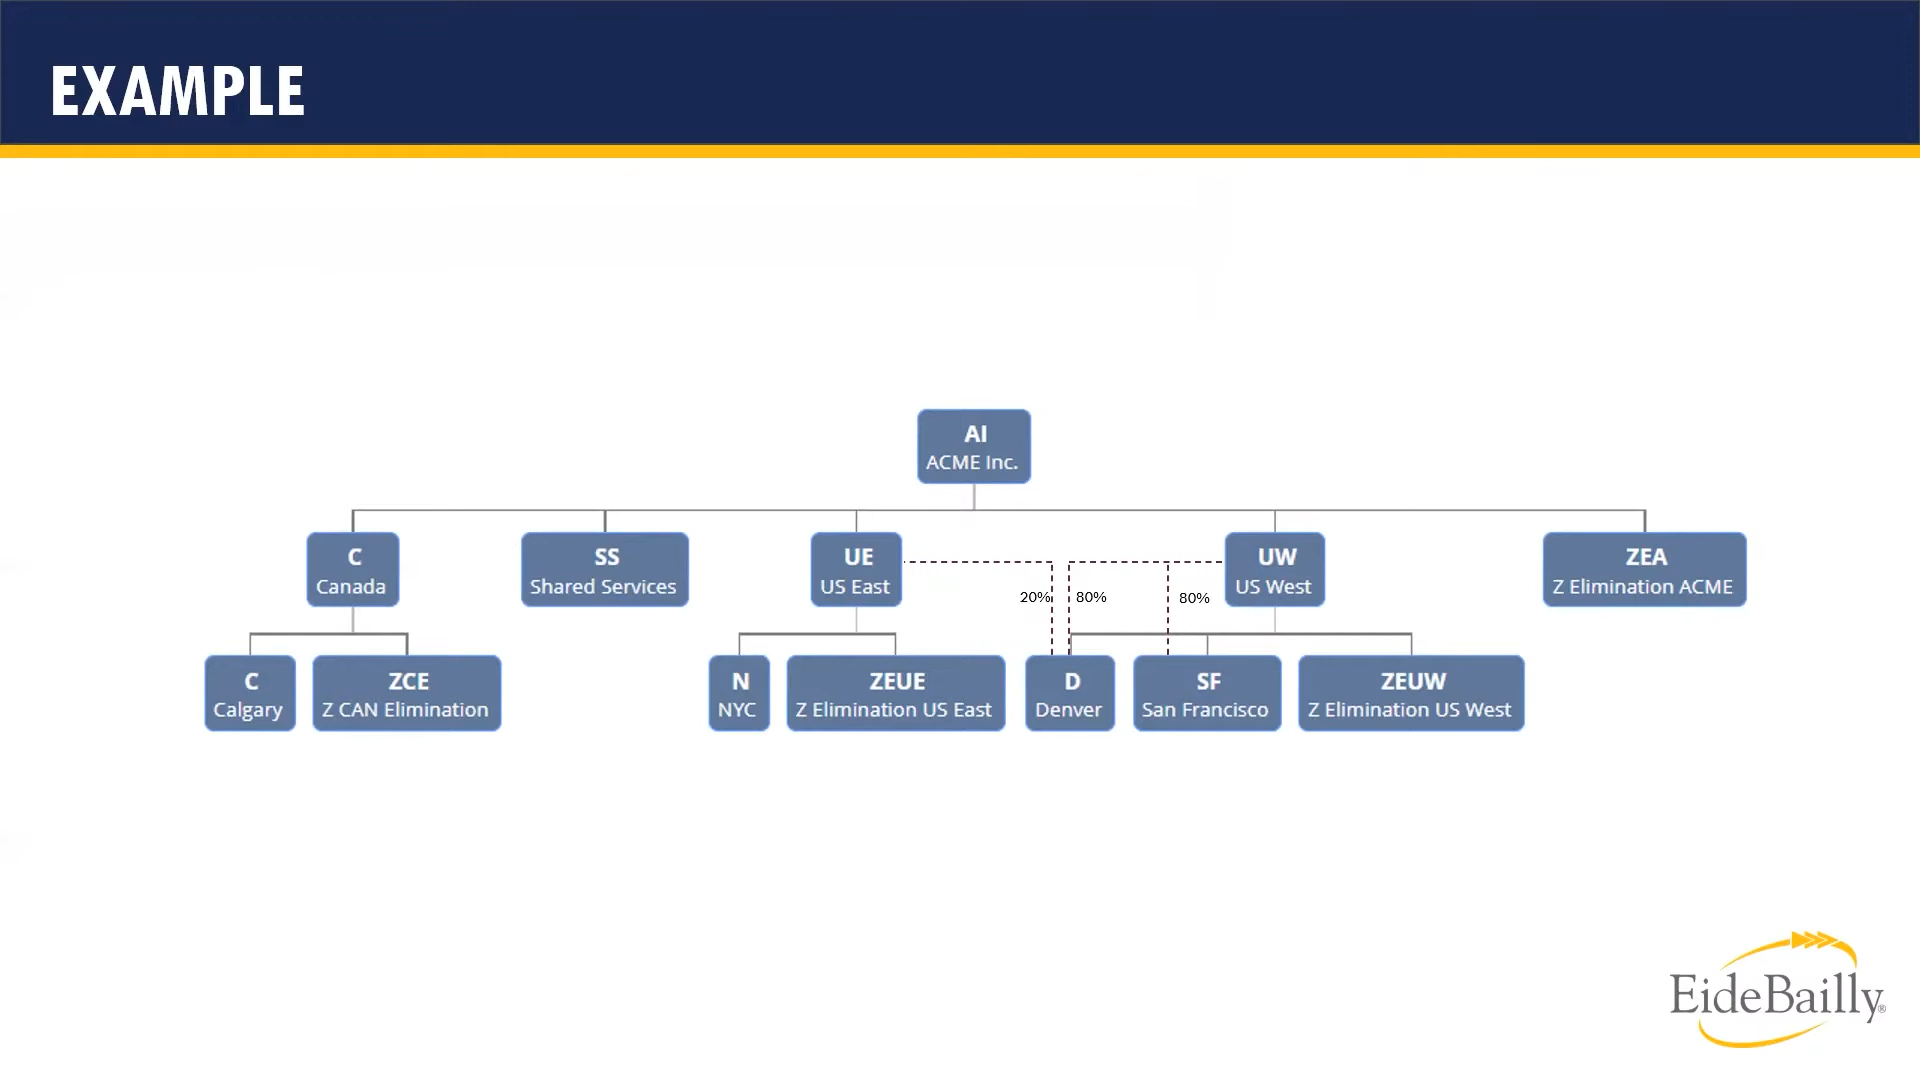 EXAMPLE
AI
ACME Inc.
C
Canada
SS
Shared Services
UE
US East
UW
US West
ZEA
Z Elimination ACME
20%
80%
80%
C
Calgary
ZCE
Z CAN Elimination
N
NYC
ZEUE
Z Elimination US East
D
Denver
SF
San Francisco
ZEUW
Z Elimination US West
EideBailly®